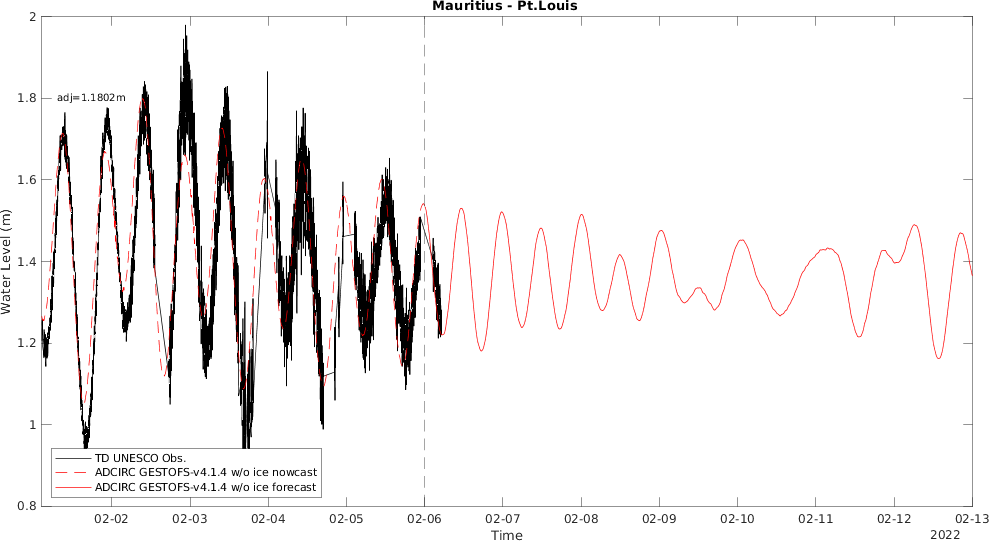 Mauritius - Pt.Louis
2
1.8
1.6
1.4
1.2
1
0.8
Water Level (m)
adj=1.1802m
TD UNESCO Obs.
ADCIRC GESTOFS-v4.1.4 w/o ice nowcast
ADCIRC GESTOFS-v4.1.4 w/o ice forecast
02-02 02-03 02-04 02-05 02-06 02-07 02-08 02-09 02-10 02-11 02-12 02-13
Time
2022